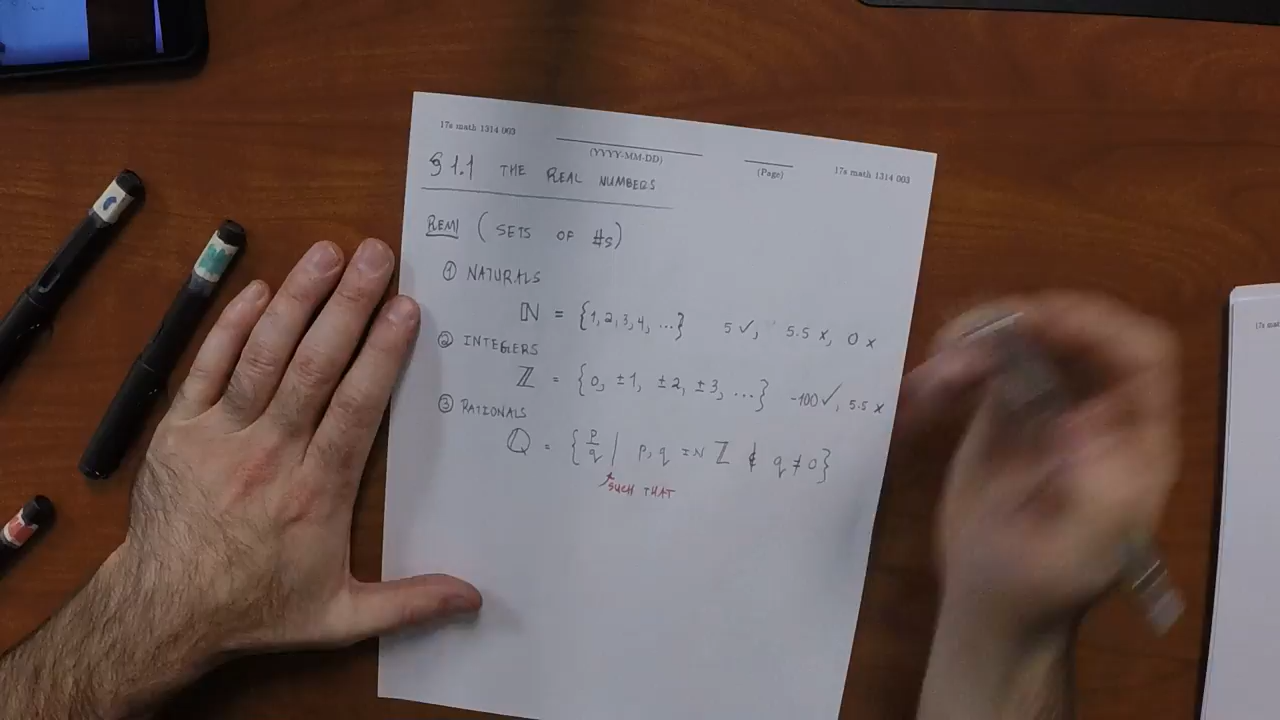 17s math 1314 003
(YYYY-MM-DD)
(Page)
17s math 1314 003
§ 1.1 THE REAL NUMBERS
REM (SETS OF #s)
① NATURALS
ℕ = {1, 2, 3, 4, ...} 5 ✓, 5.5 x, 0 x
② INTEGERS
ℤ = {0, ±1, ±2, ±3, ...} -100 ✓, 5.5 x
③ RATIONALS
ℚ = {p/q | p, q IN ℤ & q ≠ 0}
SUCH THAT